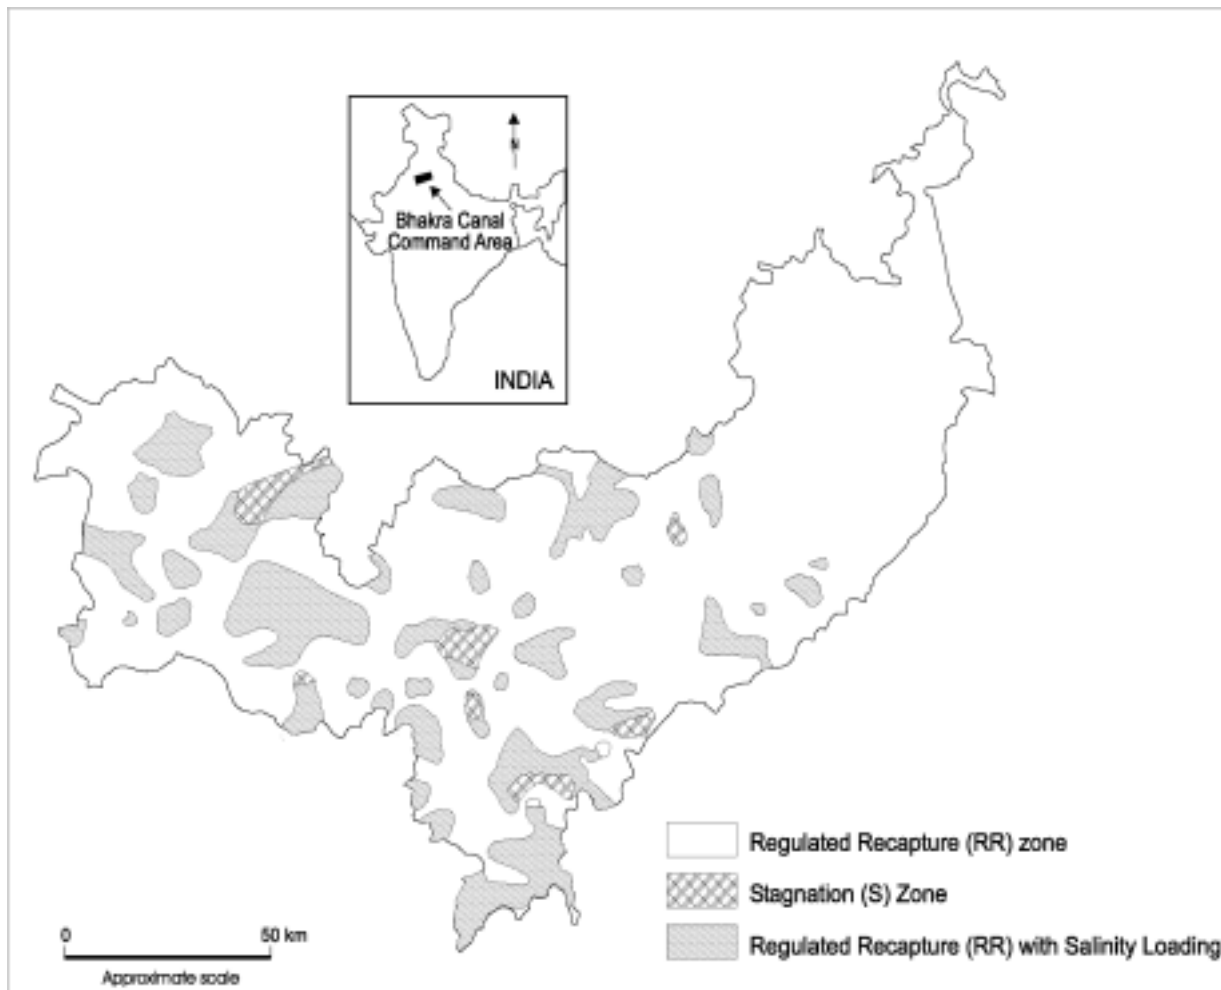 N
Bhakra Canal
Command Area
INDIA
Regulated Recapture (RR) zone
Stagnation (S) Zone
Regulated Recapture (RR) with Salinity Loading
0 50 km
Approximate scale